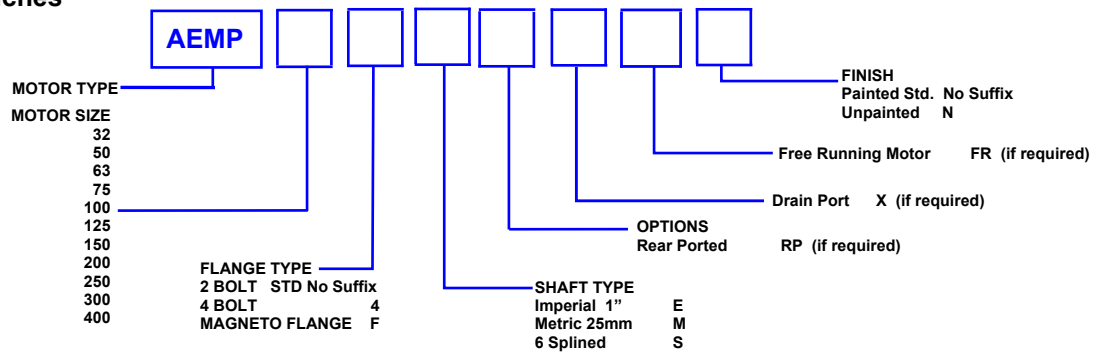 AEMP
MOTOR TYPE
MOTOR SIZE
32
50
63
75
100
125
150
200
250
300
400
FLANGE TYPE
2 BOLT STD No Suffix
4 BOLT 4
MAGNETO FLANGE F
SHAFT TYPE
Imperial 1” E
Metric 25mm M
6 Splined S
OPTIONS
Rear Ported RP (if required)
Drain Port X (if required)
Free Running Motor FR (if required)
FINISH
Painted Std. No Suffix
Unpainted N